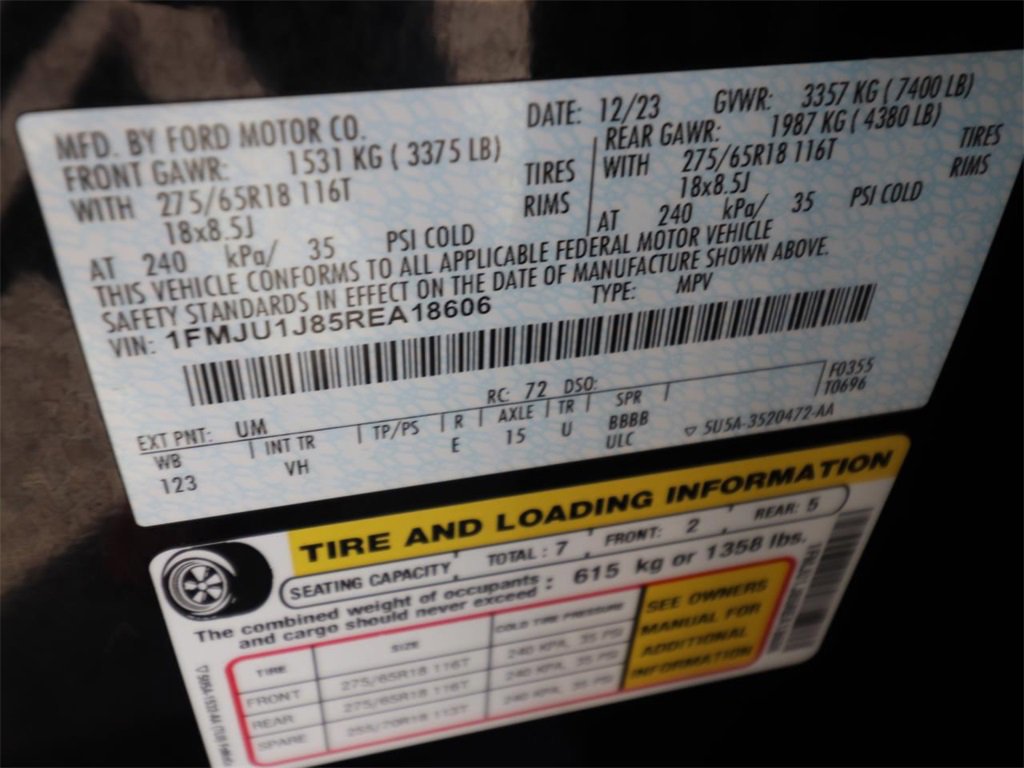 MFD. BY FORD MOTOR CO. DATE: 12/23 GVWR: 3357 KG ( 7400 LB)
FRONT GAWR: 1531 KG ( 3375 LB) REAR GAWR: 1987 KG ( 4380 LB)
WITH 275/65R18 116T TIRES WITH 275/65R18 116T TIRES
18x8.5J RIMS 18x8.5J RIMS
AT 240 kPa/ 35 PSI COLD AT 240 kPa/ 35 PSI COLD
THIS VEHICLE CONFORMS TO ALL APPLICABLE FEDERAL MOTOR VEHICLE
SAFETY STANDARDS IN EFFECT ON THE DATE OF MANUFACTURE SHOWN ABOVE.
VIN: 1FMJU1J85REA18606 TYPE: MPV
EXT PNT: UM RC: 72 DSO: F0355
WB INT TR TP/PS R AXLE TR SPR T0696
123 VH E 15 U BBBB
ULC ▽ 5U5A-3520472-AA
TIRE AND LOADING INFORMATION
SEATING CAPACITY TOTAL : 7 FRONT: 2 REAR: 5
The combined weight of occupants and cargo should never exceed : 615 kg or 1358 lbs.
TIRE SIZE COLD TIRE PRESSURE
FRONT 275/65R18 116T 240 KPA, 35 PSI
REAR 275/65R18 116T 240 KPA, 35 PSI
SPARE 255/70R18 113T 240 KPA, 35 PSI
SEE OWNERS
MANUAL FOR
ADDITIONAL
INFORMATION